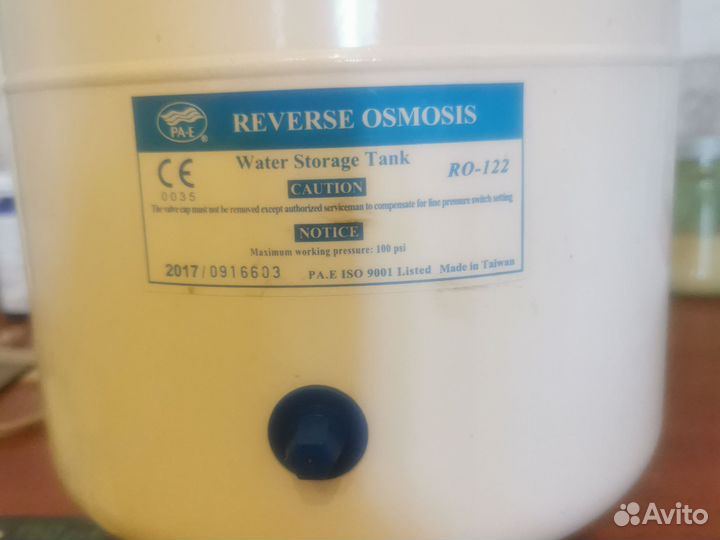 PA-E ®
REVERSE OSMOSIS
Water Storage Tank
RO-122
CE
0035
CAUTION
The valve cap must not be removed except authorized serviceman to compensate for line pressure switch setting
NOTICE
Maximum working pressure: 100 psi
2017/0916603
PA.E ISO 9001 Listed Made in Taiwan
Avito